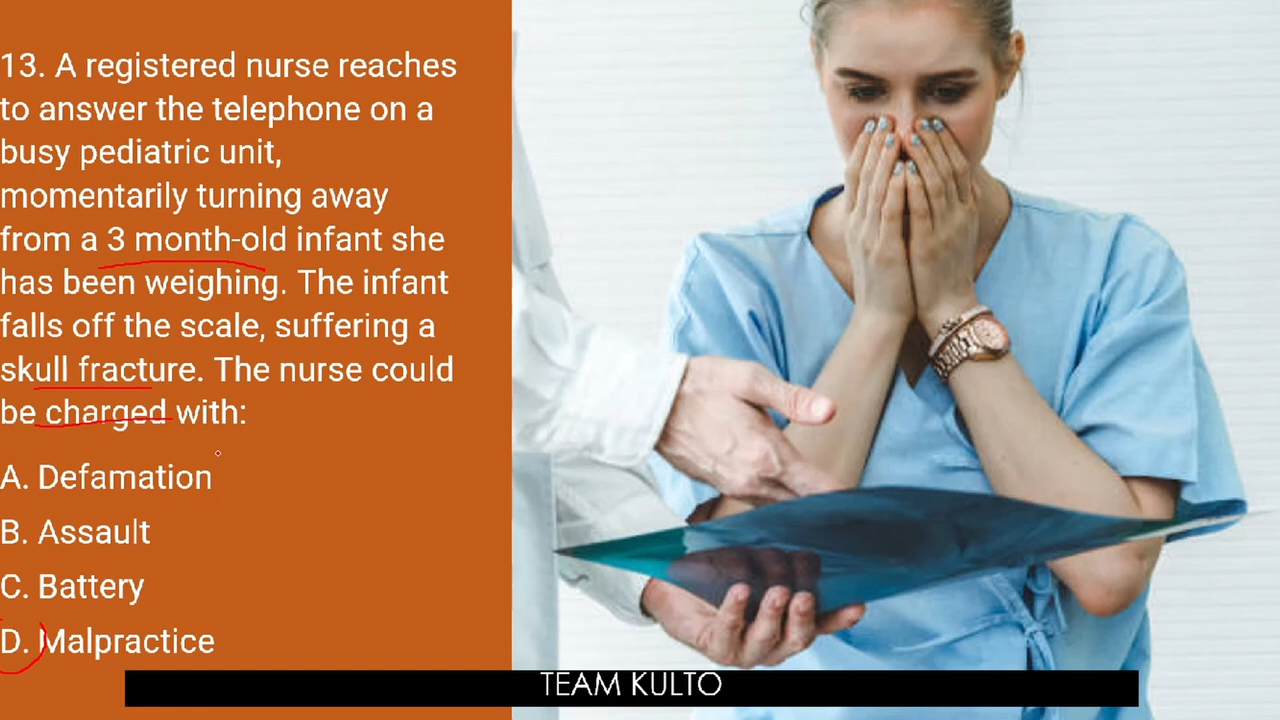 13. A registered nurse reaches
to answer the telephone on a
busy pediatric unit,
momentarily turning away
from a 3 month-old infant she
has been weighing. The infant
falls off the scale, suffering a
skull fracture. The nurse could
be charged with:
A. Defamation
B. Assault
C. Battery
D. Malpractice
TEAM KULTO